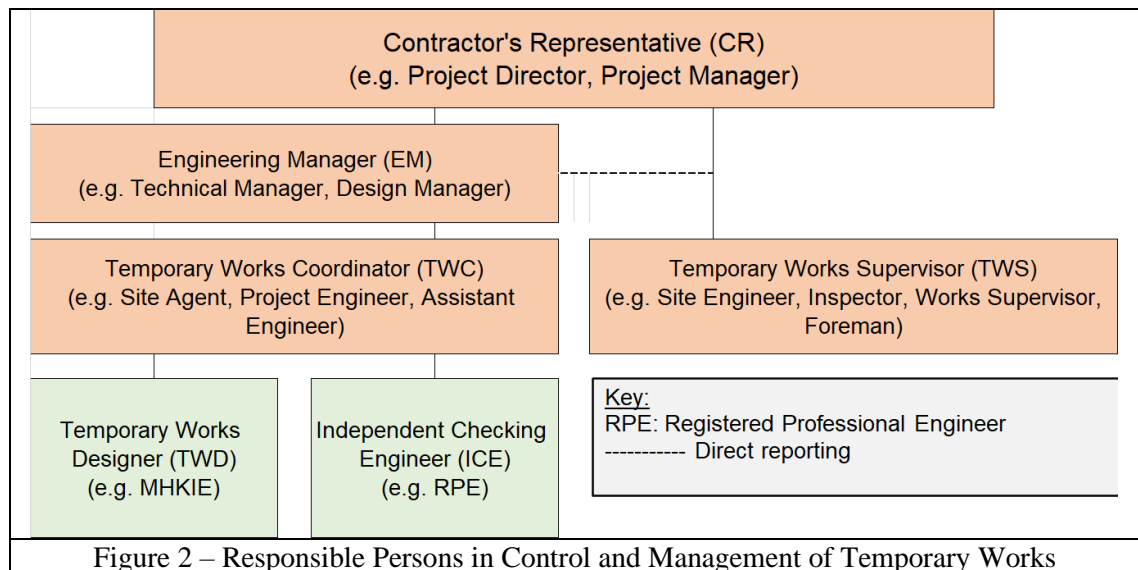 Contractor's Representative (CR)
(e.g. Project Director, Project Manager)
Engineering Manager (EM)
(e.g. Technical Manager, Design Manager)
Temporary Works Coordinator (TWC)
(e.g. Site Agent, Project Engineer, Assistant
Engineer)
Temporary Works Supervisor (TWS)
(e.g. Site Engineer, Inspector, Works Supervisor,
Foreman)
Temporary Works
Designer (TWD)
(e.g. MHKIE)
Independent Checking
Engineer (ICE)
(e.g. RPE)
Key:
RPE: Registered Professional Engineer
----------- Direct reporting
Figure 2 – Responsible Persons in Control and Management of Temporary Works